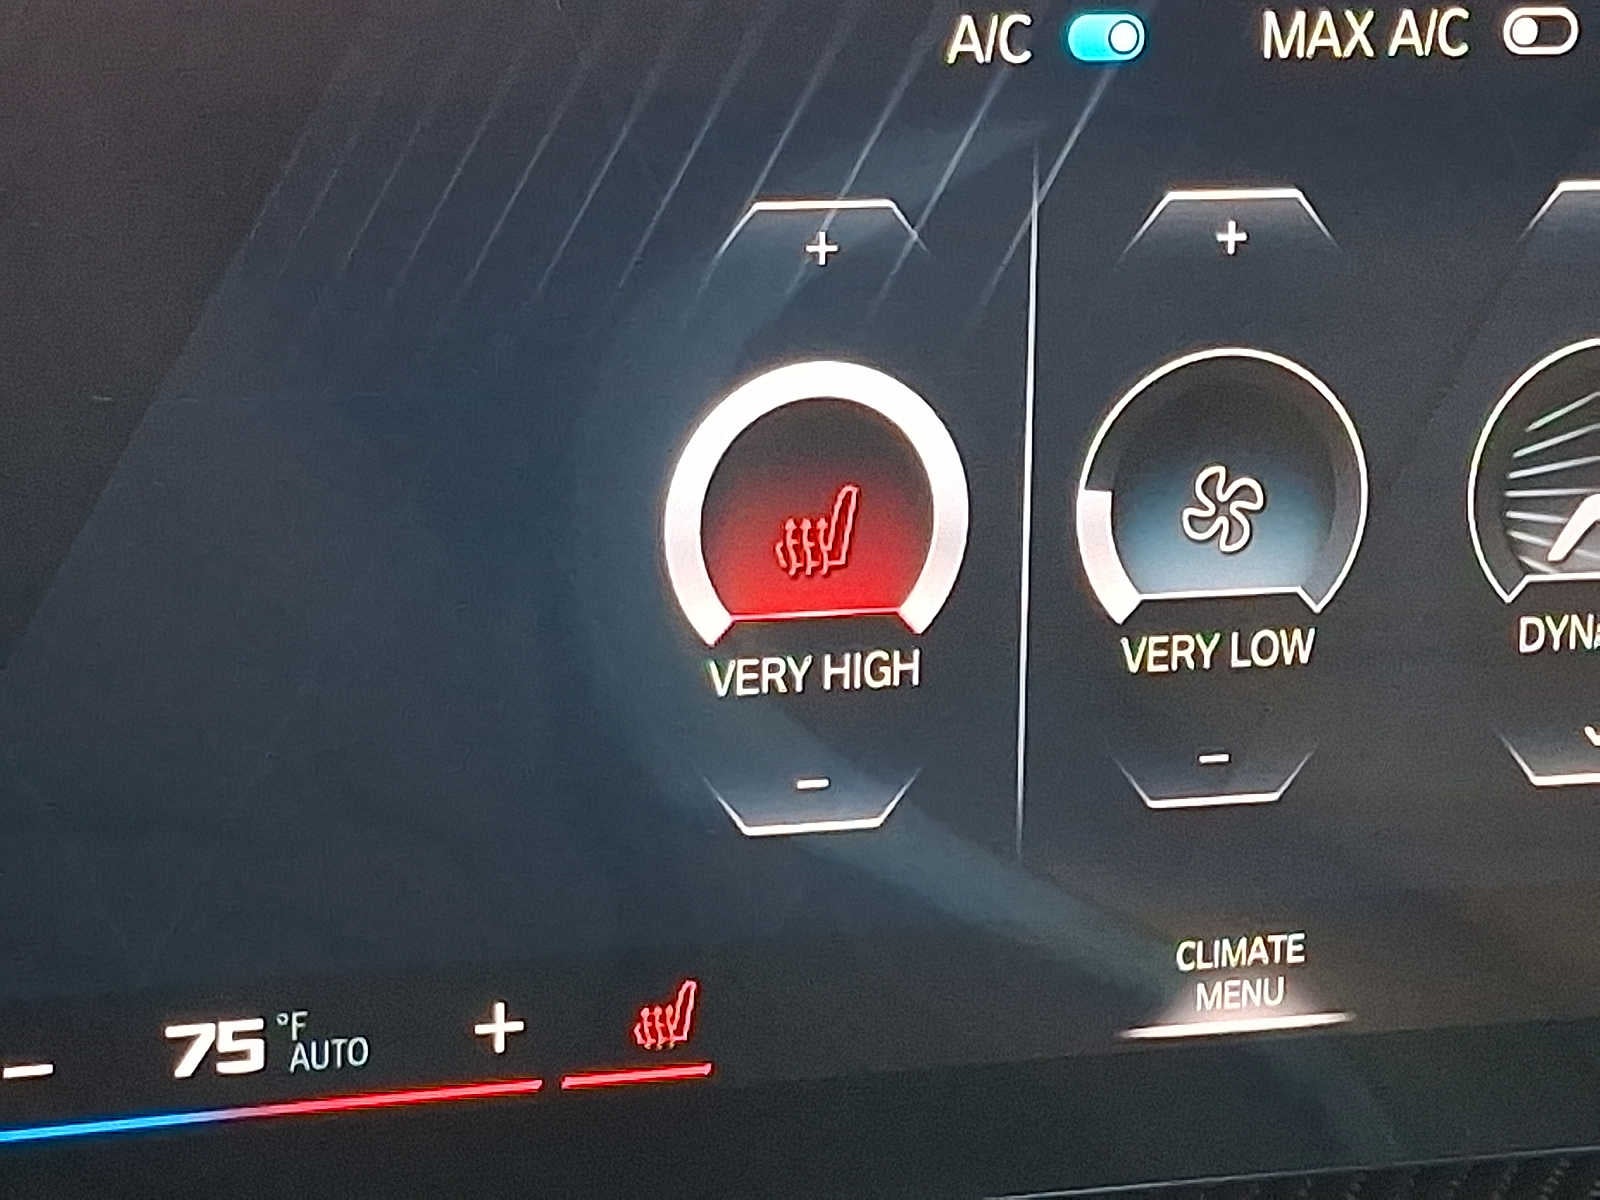 A/C
MAX A/C
+
+
VERY HIGH
VERY LOW
-
-
CLIMATE
MENU
- 75 °F AUTO +